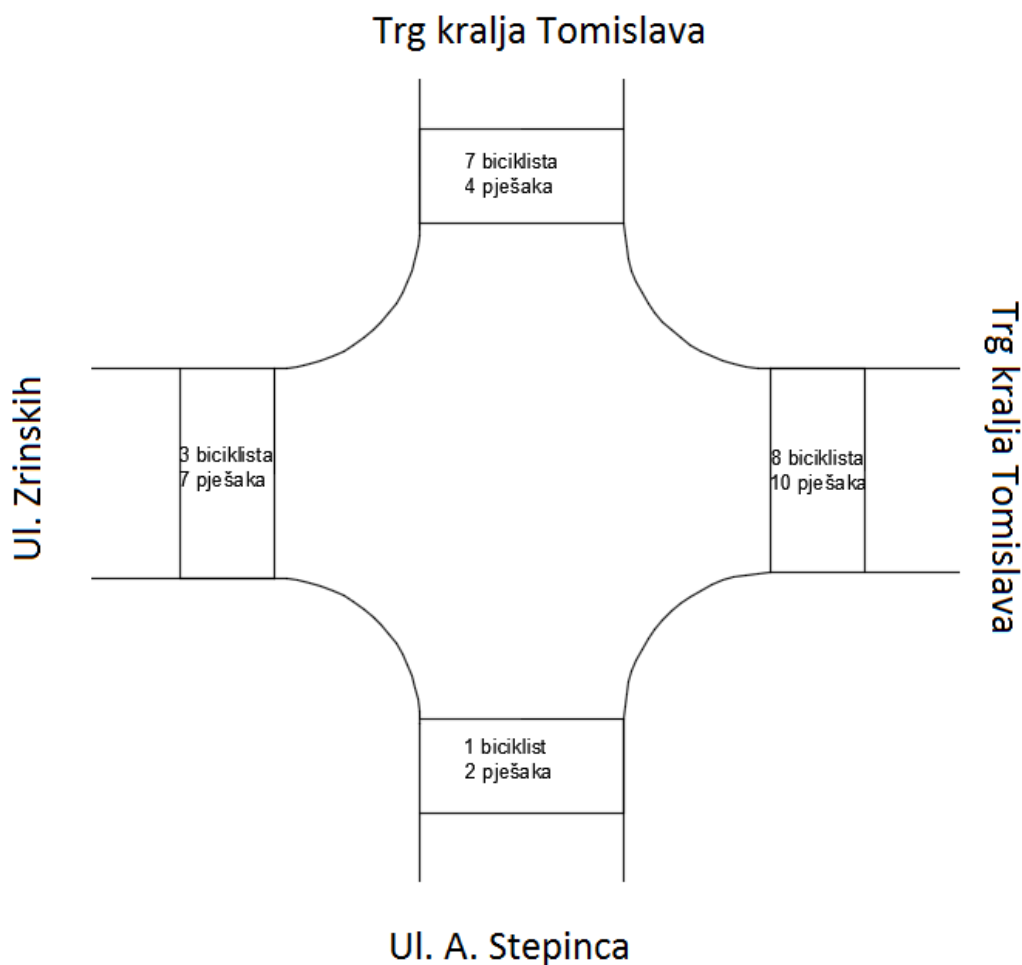 Trg kralja Tomislava
7 biciklista
4 pješaka
Ul. Zrinskih
3 biciklista
7 pješaka
8 biciklista
10 pješaka
Trg kralja Tomislava
1 biciklist
2 pješaka
Ul. A. Stepinca